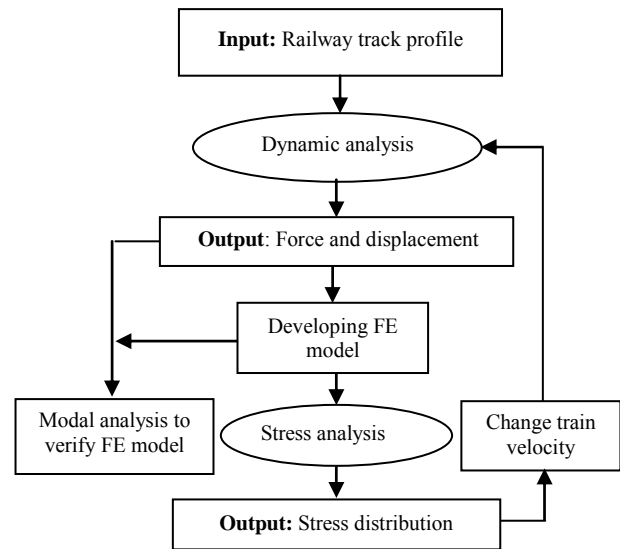 Input: Railway track profile
Dynamic analysis
Output: Force and displacement
Developing FE
model
Modal analysis to
verify FE model
Stress analysis
Change train
velocity
Output: Stress distribution